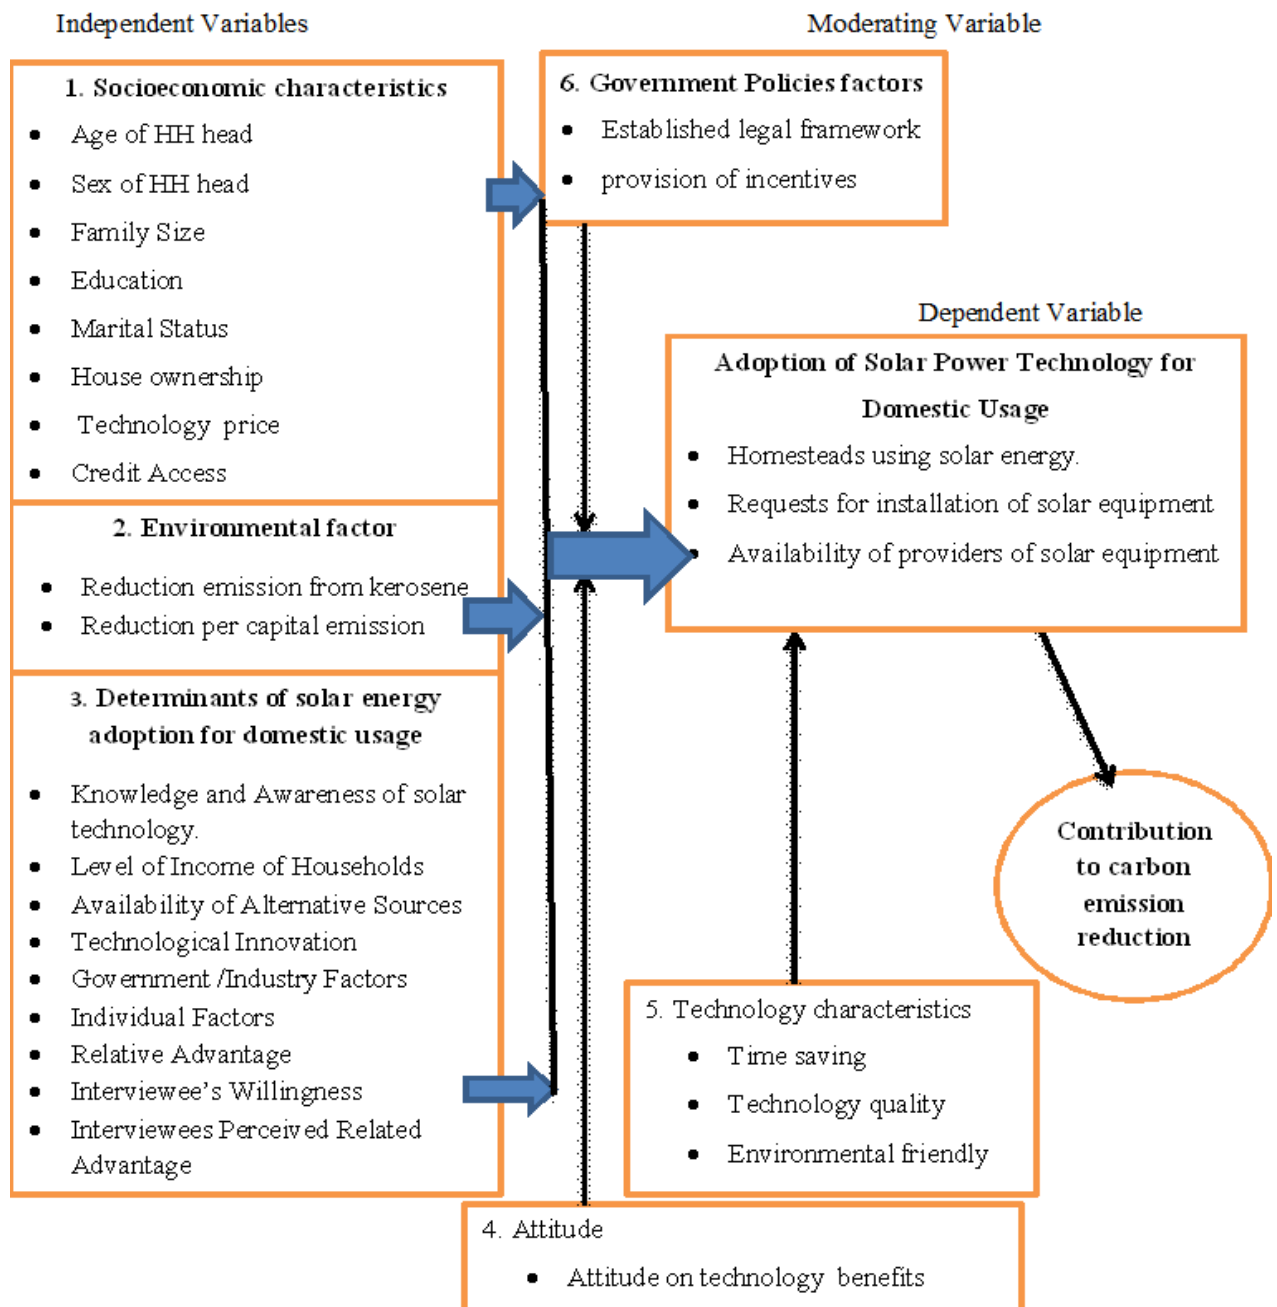 Independent Variables
Moderating Variable
1. Socioeconomic characteristics
• Age of HH head
• Sex of HH head
• Family Size
• Education
• Marital Status
• House ownership
• Technology price
• Credit Access
2. Environmental factor
• Reduction emission from kerosene
• Reduction per capital emission
3. Determinants of solar energy
adoption for domestic usage
• Knowledge and Awareness of solar
technology.
• Level of Income of Households
• Availability of Alternative Sources
• Technological Innovation
• Government /Industry Factors
• Individual Factors
• Relative Advantage
• Interviewee's Willingness
• Interviewees Perceived Related
Advantage
6. Government Policies factors
• Established legal framework
• provision of incentives
Dependent Variable
Adoption of Solar Power Technology for
Domestic Usage
• Homesteads using solar energy.
• Requests for installation of solar equipment
• Availability of providers of solar equipment
Contribution
to carbon
emission
reduction
5. Technology characteristics
• Time saving
• Technology quality
• Environmental friendly
4. Attitude
• Attitude on technology benefits